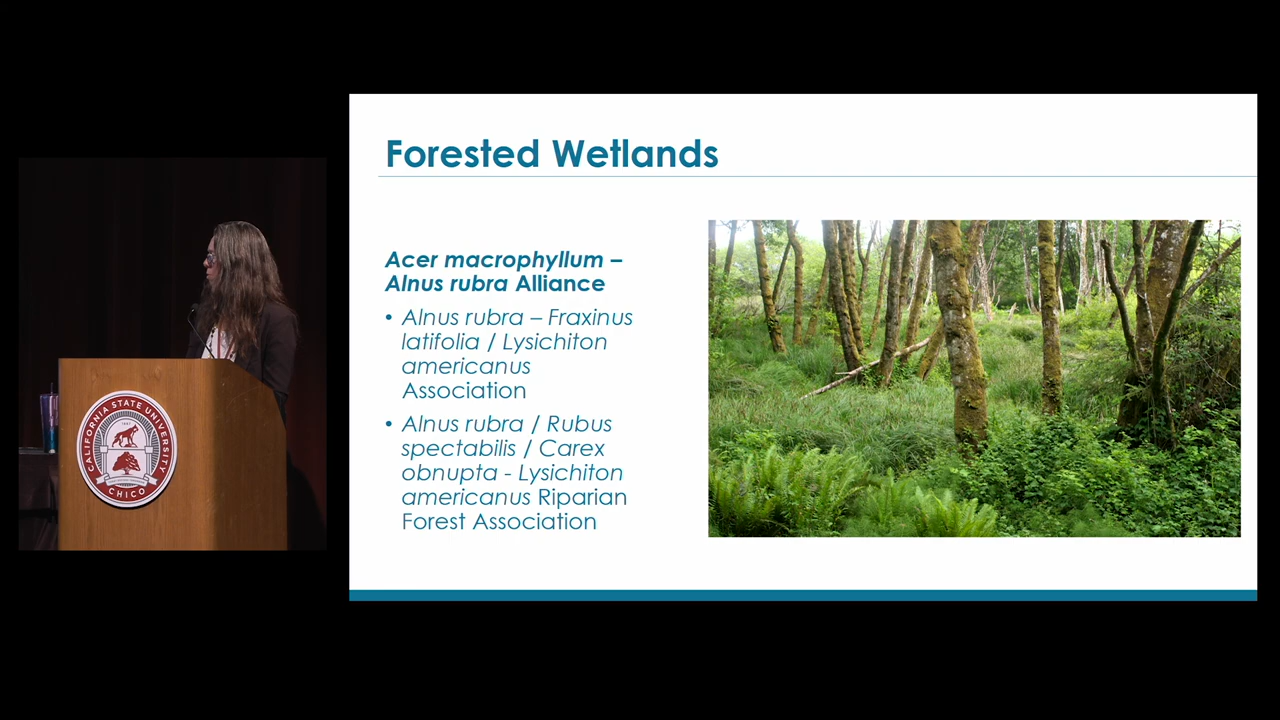 Forested Wetlands
Acer macrophyllum –
Alnus rubra Alliance
• Alnus rubra – Fraxinus
latifolia / Lysichiton
americanus
Association
• Alnus rubra / Rubus
spectabilis / Carex
obnupta - Lysichiton
americanus Riparian
Forest Association
CALIFORNIA STATE UNIVERSITY
CHICO